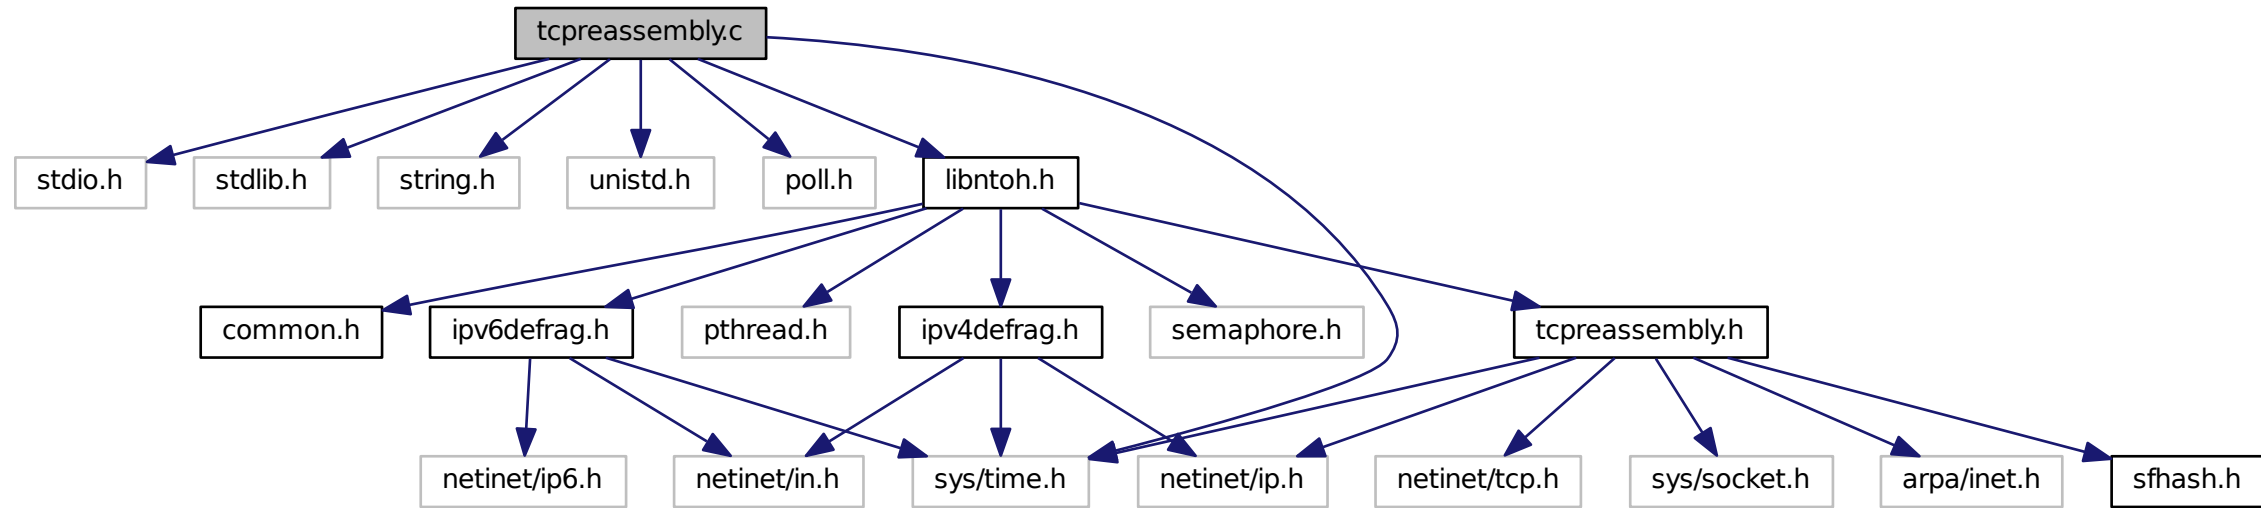 tcpreassembly.c
stdio.h
stdlib.h
string.h
unistd.h
poll.h
libntoh.h
common.h
ipv6defrag.h
pthread.h
ipv4defrag.h
semaphore.h
tcpreassembly.h
netinet/ip6.h
netinet/in.h
sys/time.h
netinet/ip.h
netinet/tcp.h
sys/socket.h
arpa/inet.h
sfhash.h